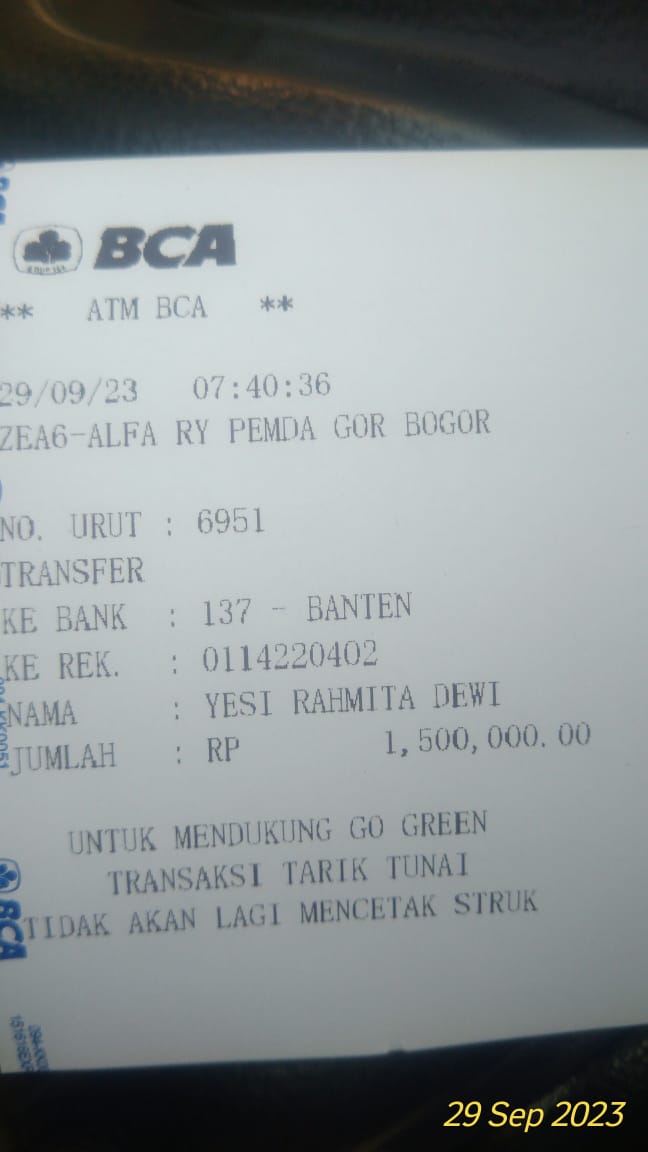 BCA
** ATM BCA **
29/09/23 07:40:36
ZEA6-ALFA RY PEMDA GOR BOGOR
NO. URUT : 6951
TRANSFER
KE BANK : 137 - BANTEN
KE REK. : 0114220402
NAMA : YESI RAHMITA DEWI
JUMLAH : RP 1,500,000.00
UNTUK MENDUKUNG GO GREEN
TRANSAKSI TARIK TUNAI
TIDAK AKAN LAGI MENCETAK STRUK
BCA
29 Sep 2023